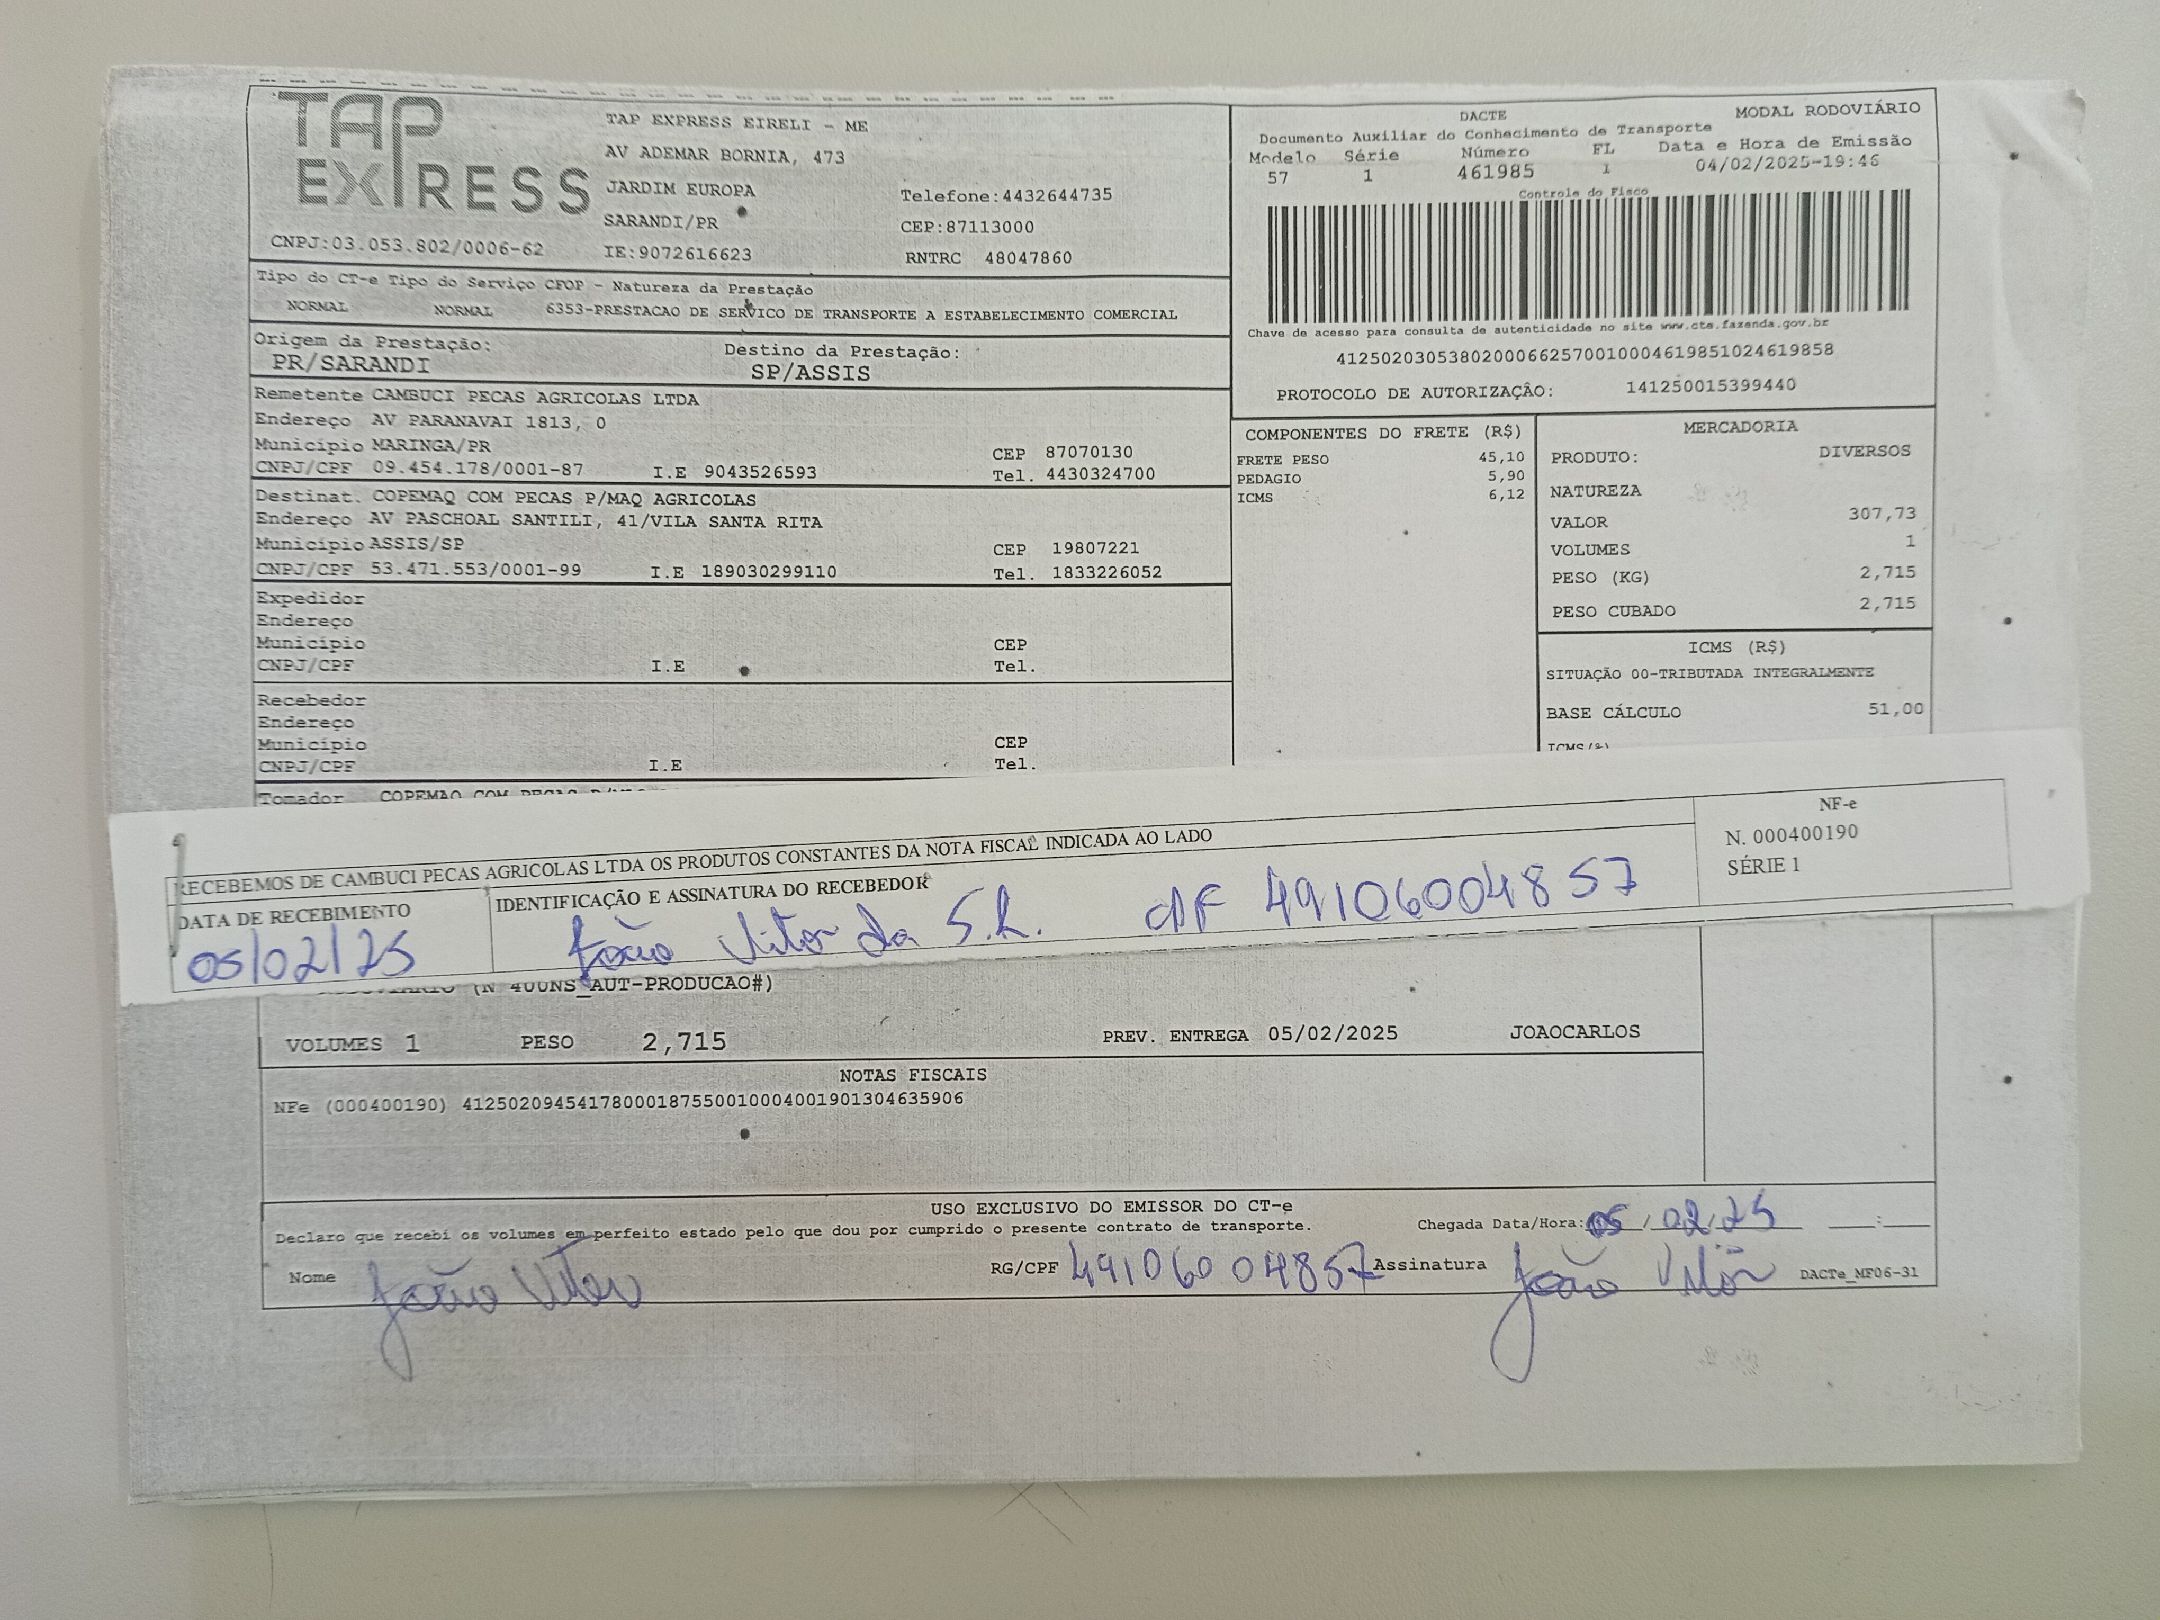 TAP EXPRESS
TAP EXPRESS EIRELI - ME
AV ADEMAR BORNIA, 473
JARDIM EUROPA Telefone:4432644735
SARANDI/PR CEP:87113000
CNPJ:03.053.802/0006-62 IE:9072616623 RNTRC 48047860
DACTE MODAL RODOVIÁRIO
Documento Auxiliar do Conhecimento de Transporte
Modelo Série Número FL Data e Hora de Emissão
57 1 461985 1 04/02/2025-19:46
Controle do Fisco
Chave de acesso para consulta de autenticidade no site www.cte.fazenda.gov.br
41250203053802000662570010004619851024619858
PROTOCOLO DE AUTORIZAÇÃO: 141250015399440
Tipo do CT-e Tipo do Serviço CFOP - Natureza da Prestação
NORMAL NORMAL 6353-PRESTACAO DE SERVICO DE TRANSPORTE A ESTABELECIMENTO COMERCIAL
Origem da Prestação: Destino da Prestação:
PR/SARANDI SP/ASSIS
Remetente CAMBUCI PECAS AGRICOLAS LTDA
Endereço AV PARANAVAI 1813, 0
Município MARINGA/PR CEP 87070130
CNPJ/CPF 09.454.178/0001-87 I.E 9043526593 Tel. 4430324700
Destinat. COPEMAQ COM PECAS P/MAQ AGRICOLAS
Endereço AV PASCHOAL SANTILI, 41/VILA SANTA RITA
Município ASSIS/SP CEP 19807221
CNPJ/CPF 53.471.553/0001-99 I.E 189030299110 Tel. 1833226052
Expedidor
Endereço
Município CEP
CNPJ/CPF I.E Tel.
Recebedor
Endereço
Município CEP
CNPJ/CPF I.E Tel.
Tomador COPEMAQ COM PECAS
COMPONENTES DO FRETE (R$)
FRETE PESO 45,10
PEDAGIO 5,90
ICMS 6,12
MERCADORIA
PRODUTO: DIVERSOS
NATUREZA
VALOR 307,73
VOLUMES 1
PESO (KG) 2,715
PESO CUBADO 2,715
ICMS (R$)
SITUAÇÃO 00-TRIBUTADA INTEGRALMENTE
BASE CÁLCULO 51,00
ICMS(%)
RECEBEMOS DE CAMBUCI PECAS AGRICOLAS LTDA OS PRODUTOS CONSTANTES DA NOTA FISCAL INDICADA AO LADO
NF-e
N. 000400190
SÉRIE 1
DATA DE RECEBIMENTO IDENTIFICAÇÃO E ASSINATURA DO RECEBEDOR
05/02/25 João Vitor da S.R. CPF 49106004857
(N 400NS_AUT-PRODUCAO#)
VOLUMES 1 PESO 2,715 PREV. ENTREGA 05/02/2025 JOAOCARLOS
NOTAS FISCAIS
NFe (000400190) 41250209454178000187550010004001901304635906
USO EXCLUSIVO DO EMISSOR DO CT-e
Declaro que recebi os volumes em perfeito estado pelo que dou por cumprido o presente contrato de transporte. Chegada Data/Hora: 05/02/25 __:__
Nome João Vitor RG/CPF 49106004857 Assinatura João Vitor DACTe_MF06-31